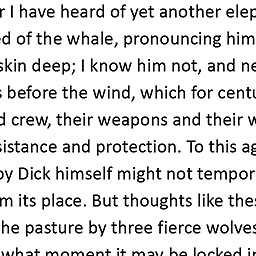 r I have heard of yet another elep
ed of the whale, pronouncing him
skin deep; I know him not, and ne
s before the wind, which for centu
d crew, their weapons and their w
sistance and protection. To this ag
by Dick himself might not tempor
m its place. But thoughts like thes
he pasture by three fierce wolves
what moment it may be locked in